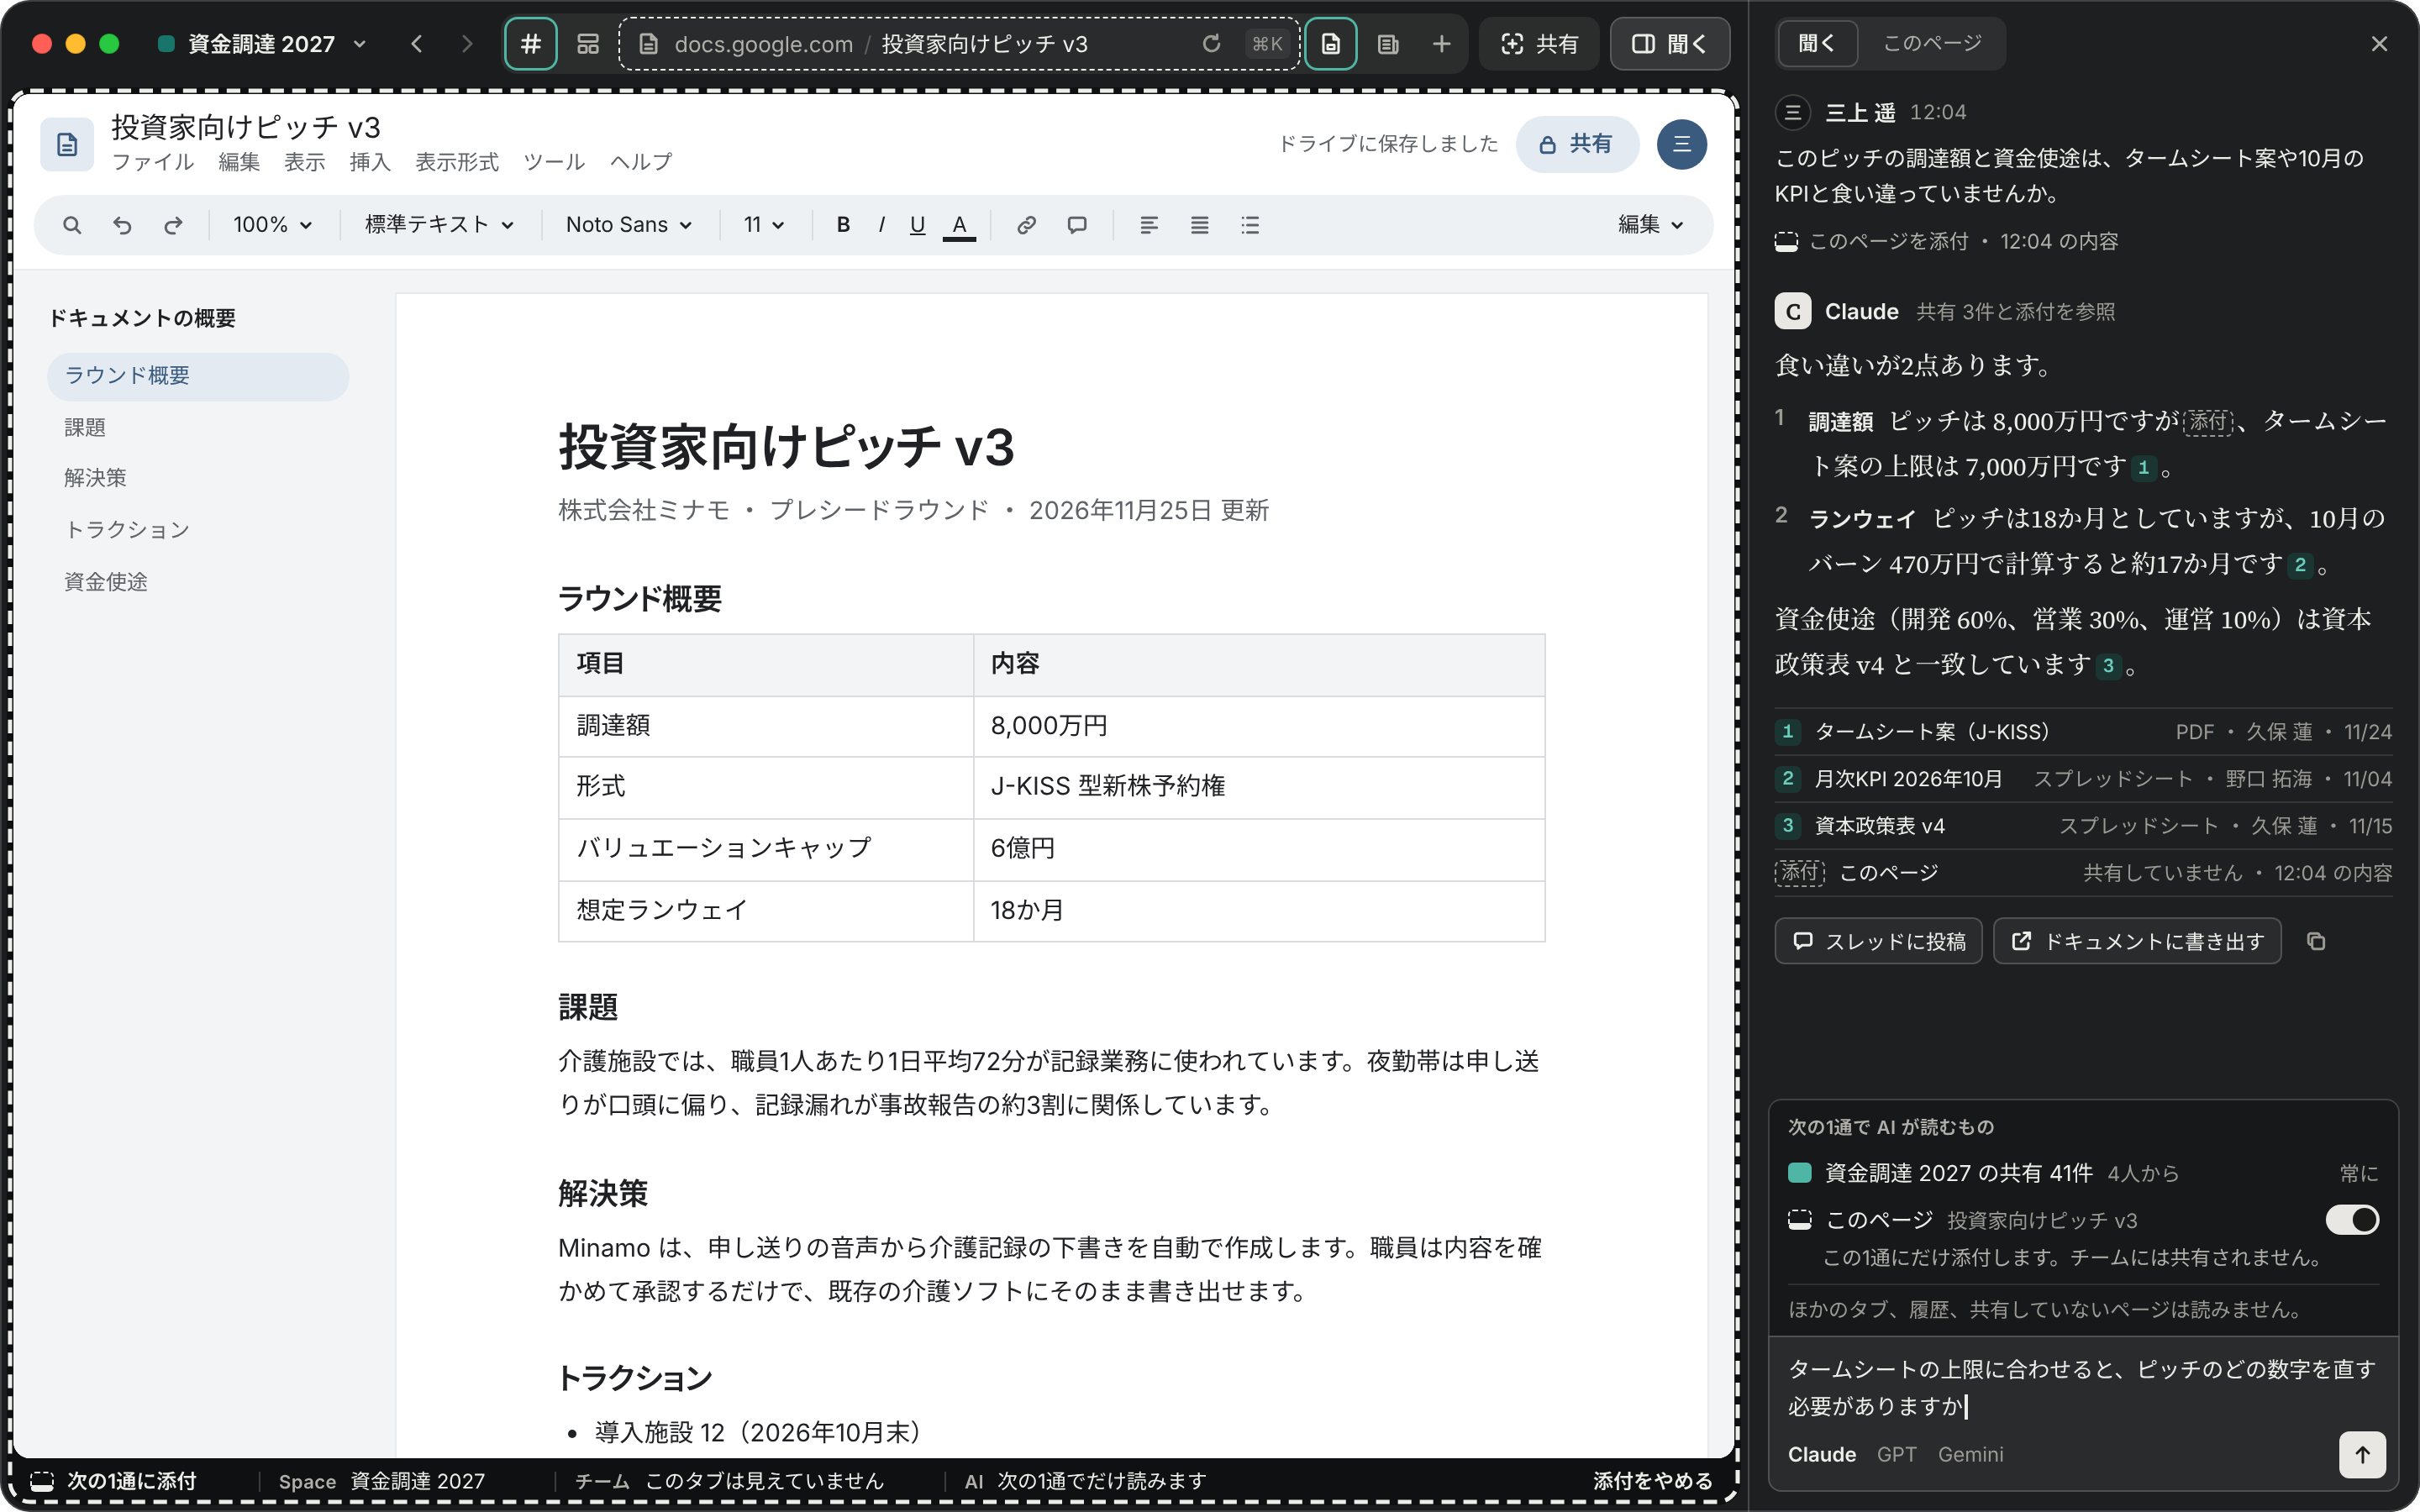 資金調達 2027
docs.google.com / 投資家向けピッチ v3
⌘K
共有
聞く
投資家向けピッチ v3
ファイル 編集 表示 挿入 表示形式 ツール ヘルプ
ドライブに保存しました
共有
三
100% 標準テキスト Noto Sans 11 B I U A 編集
ドキュメントの概要
ラウンド概要
課題
解決策
トラクション
資金使途
投資家向けピッチ v3
株式会社ミナモ ・ プレシードラウンド ・ 2026年11月25日 更新
ラウンド概要
項目 内容
調達額 8,000万円
形式 J-KISS 型新株予約権
バリュエーションキャップ 6億円
想定ランウェイ 18か月
課題
介護施設では、職員1人あたり1日平均72分が記録業務に使われています。夜勤帯は申し送
りが口頭に偏り、記録漏れが事故報告の約3割に関係しています。
解決策
Minamo は、申し送りの音声から介護記録の下書きを自動で作成します。職員は内容を確
かめて承認するだけで、既存の介護ソフトにそのまま書き出せます。
トラクション
• 導入施設 12（2026年10月末）
次の1通に添付
Space 資金調達 2027
チーム このタブは見えていません
AI 次の1通でだけ読みます
添付をやめる
聞く このページ
三 三上 遥 12:04
このピッチの調達額と資金使途は、タームシート案や10月の
KPIと食い違っていませんか。
このページを添付 ・ 12:04 の内容
C Claude 共有 3件と添付を参照
食い違いが2点あります。
1 調達額 ピッチは 8,000万円ですが 添付 、タームシー
ト案の上限は 7,000万円です 1 。
2 ランウェイ ピッチは18か月としていますが、10月の
バーン 470万円で計算すると約17か月です 2 。
資金使途（開発 60%、営業 30%、運営 10%）は資本
政策表 v4 と一致しています 3 。
1 タームシート案（J-KISS） PDF ・ 久保 蓮 ・ 11/24
2 月次KPI 2026年10月 スプレッドシート ・ 野口 拓海 ・ 11/04
3 資本政策表 v4 スプレッドシート ・ 久保 蓮 ・ 11/15
添付 このページ 共有していません ・ 12:04 の内容
スレッドに投稿
ドキュメントに書き出す
次の1通で AI が読むもの
資金調達 2027 の共有 41件 4人から 常に
このページ 投資家向けピッチ v3
この1通にだけ添付します。チームには共有されません。
ほかのタブ、履歴、共有していないページは読みません。
タームシートの上限に合わせると、ピッチのどの数字を直す
必要がありますか
Claude GPT Gemini